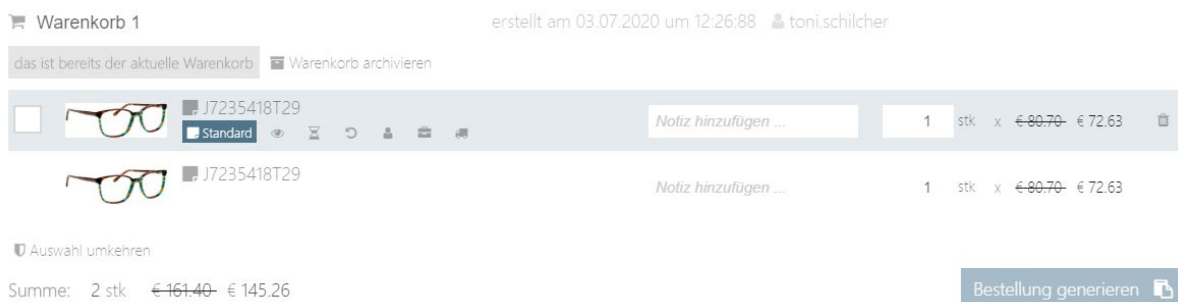 Warenkorb 1 erstellt am 03.07.2020 um 12:26:88 toni.schilcher
das ist bereits der aktuelle Warenkorb Warenkorb archivieren
J7235418T29
Standard Notiz hinzufügen ... 1 stk x € 80.70 € 72.63
J7235418T29
Notiz hinzufügen ... 1 stk x € 80.70 € 72.63
Auswahl umkehren
Summe: 2 stk € 161.40 € 145.26 Bestellung generieren